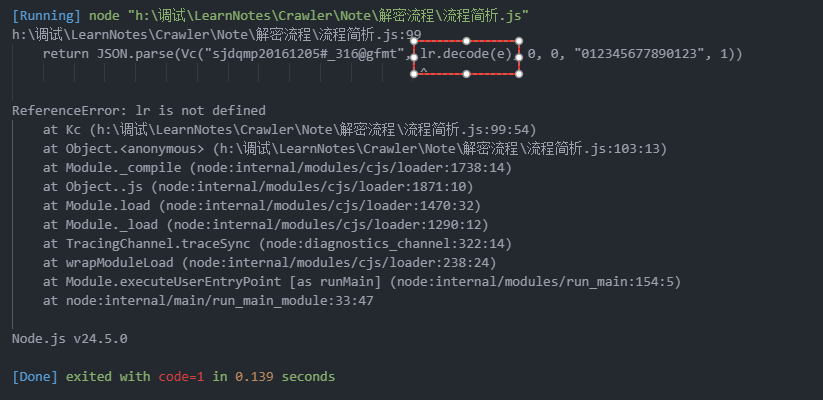 [Running] node "h:\调试\LearnNotes\Crawler\Note\解密流程\流程简析.js"
h:\调试\LearnNotes\Crawler\Note\解密流程\流程简析.js:99
    return JSON.parse(Vc("sjdqmp20161205#_316@gfmt", lr.decode(e), 0, 0, "012345677890123", 1))
                                                     ^
ReferenceError: lr is not defined
    at Kc (h:\调试\LearnNotes\Crawler\Note\解密流程\流程简析.js:99:54)
    at Object.<anonymous> (h:\调试\LearnNotes\Crawler\Note\解密流程\流程简析.js:103:13)
    at Module._compile (node:internal/modules/cjs/loader:1738:14)
    at Object..js (node:internal/modules/cjs/loader:1871:10)
    at Module.load (node:internal/modules/cjs/loader:1470:32)
    at Module._load (node:internal/modules/cjs/loader:1290:12)
    at TracingChannel.traceSync (node:diagnostics_channel:322:14)
    at wrapModuleLoad (node:internal/modules/cjs/loader:238:24)
    at Module.executeUserEntryPoint [as runMain] (node:internal/modules/run_main:154:5)
    at node:internal/main/run_main_module:33:47
Node.js v24.5.0
[Done] exited with code=1 in 0.139 seconds